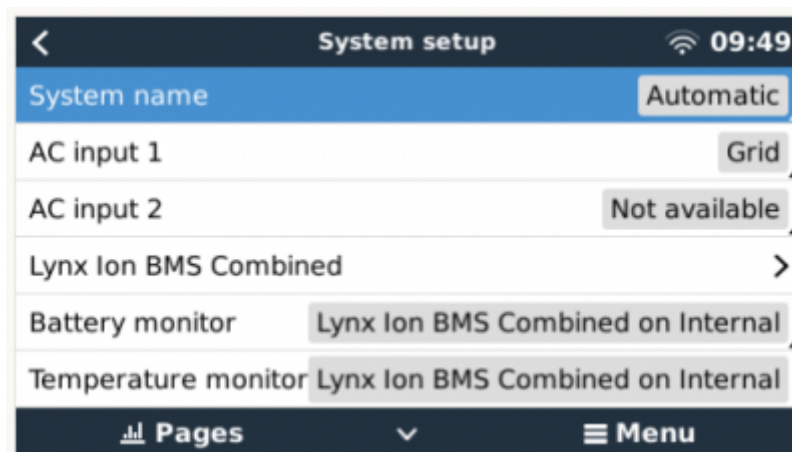 System setup 09:49
System name Automatic
AC input 1 Grid
AC input 2 Not available
Lynx Ion BMS Combined
Battery monitor Lynx Ion BMS Combined on Internal
Temperature monitor Lynx Ion BMS Combined on Internal
Pages Menu